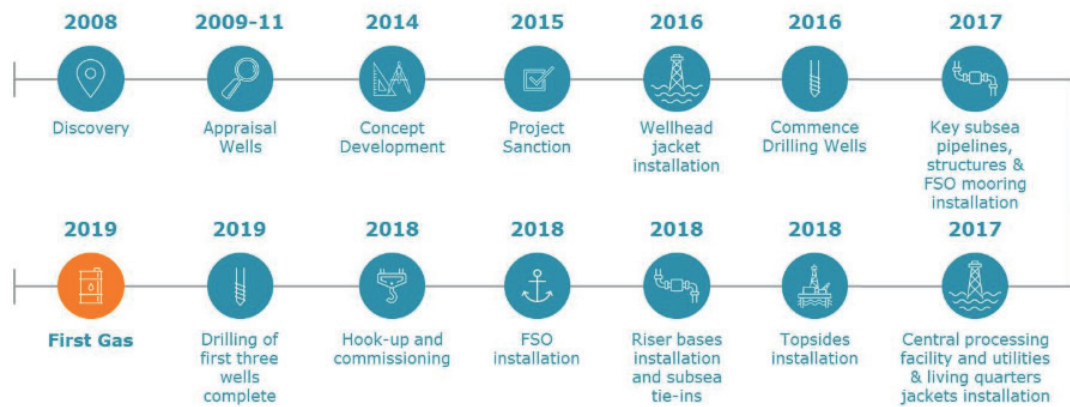 2008
2009-11
2014
2015
2016
2016
2017
Discovery
Appraisal
Wells
Concept
Development
Project
Sanction
Wellhead
jacket
installation
Commence
Drilling Wells
Key subsea
pipelines,
structures &
FSO mooring
installation
2019
2019
2018
2018
2018
2018
2017
First Gas
Drilling of
first three
wells
complete
Hook-up and
commissioning
FSO
installation
Riser bases
installation
and subsea
tie-ins
Topsides
installation
Central processing
facility and utilities
& living quarters
jackets installation